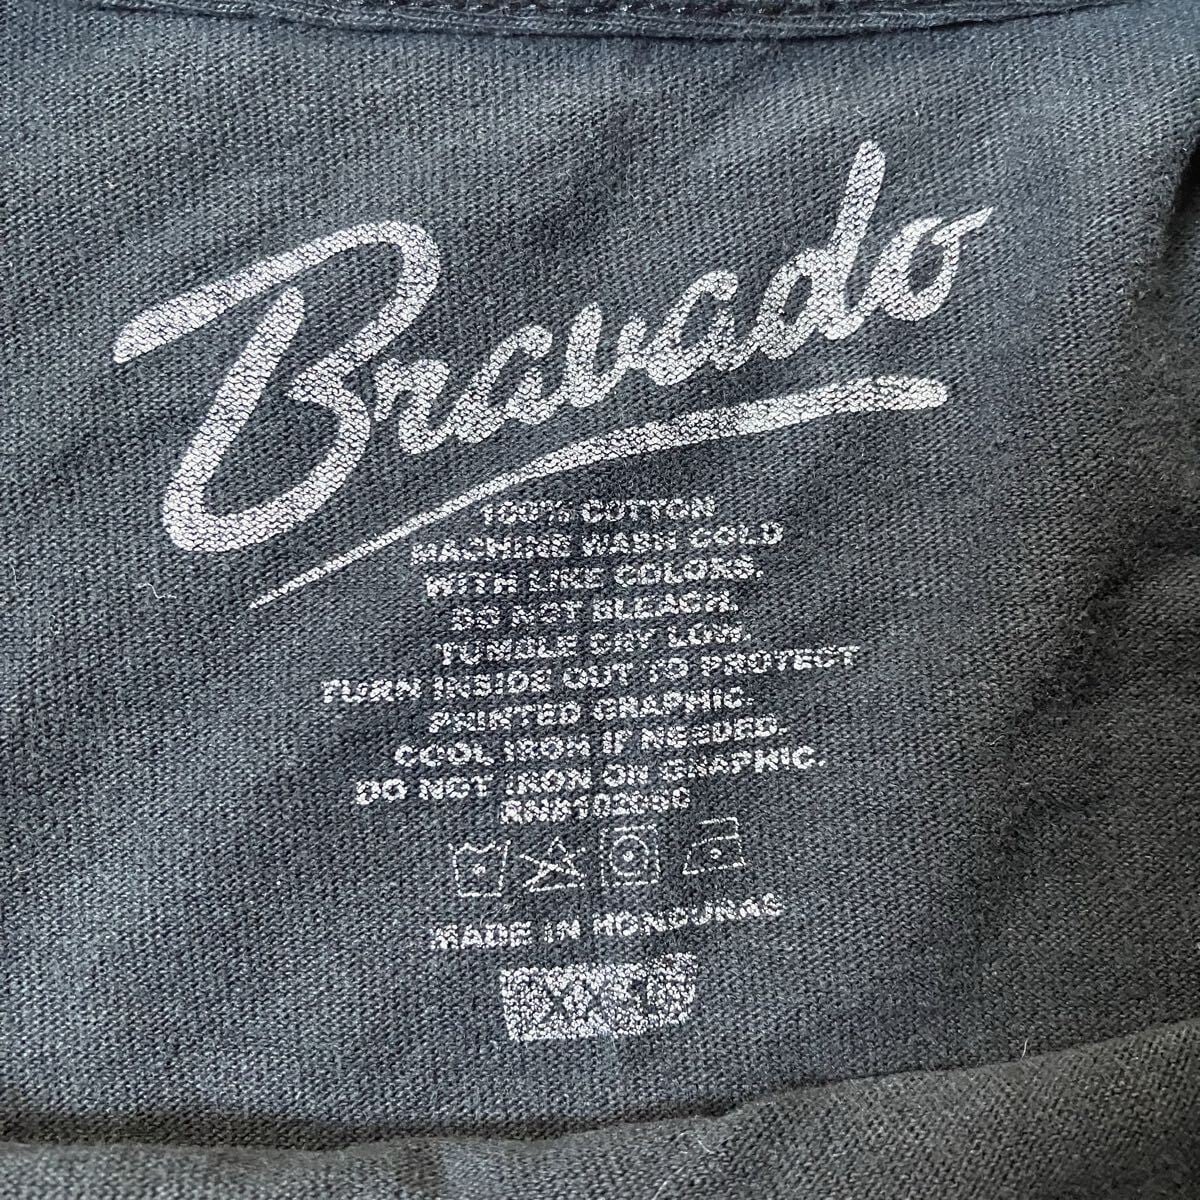 Bravado
100% COTTON
MACHINE WASH COLD
WITH LIKE COLORS.
DO NOT BLEACH.
TUMBLE DRY LOW.
TURN INSIDE OUT TO PROTECT
PRINTED GRAPHIC.
COOL IRON IF NEEDED.
DO NOT IRON ON GRAPHIC.
MADE IN HONDURAS